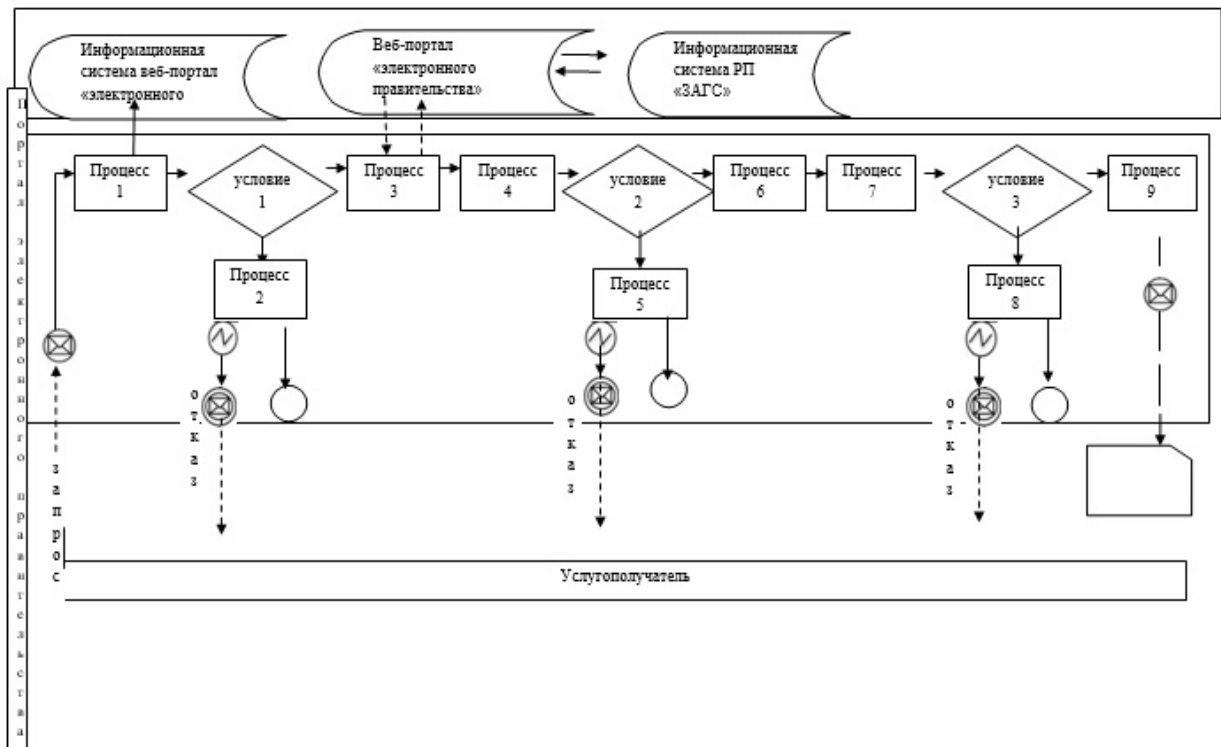 Информационная
система веб-портал
«электронного
Веб-портал
«электронного
правительства»
Информационная
система РП
«ЗАГС»
Портал электронного правительства
Процесс
1
условие
1
Процесс
3
Процесс
4
условие
2
Процесс
6
Процесс
7
условие
3
Процесс
9
Процесс
2
Процесс
5
Процесс
8
отказ
отказ
отказ
запрос
Услугополучатель